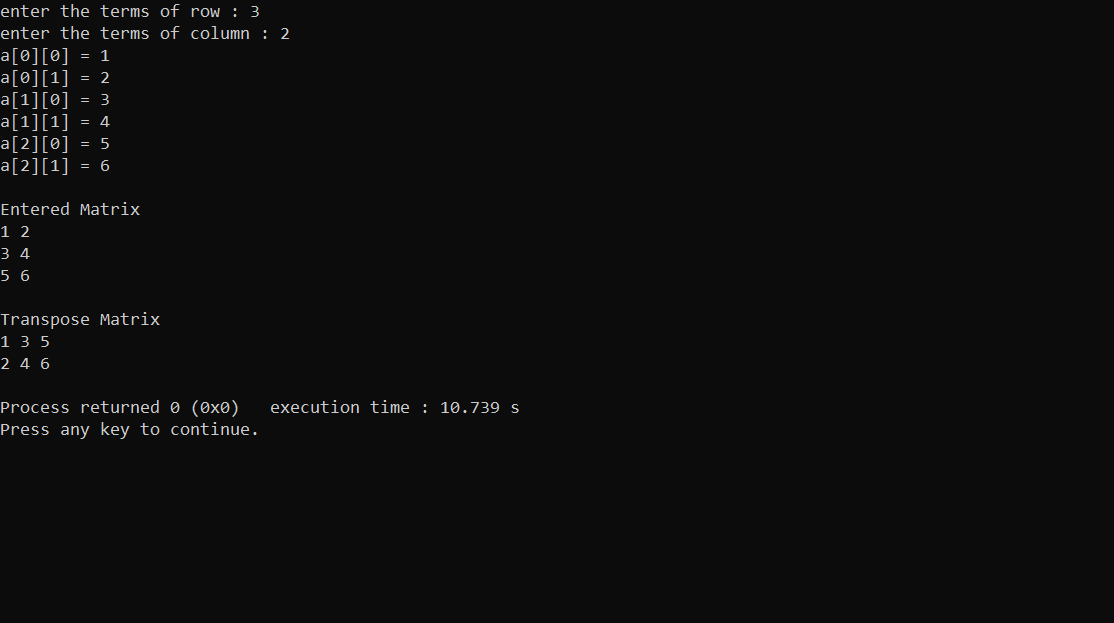 enter the terms of row : 3
enter the terms of column : 2
a[0][0] = 1
a[0][1] = 2
a[1][0] = 3
a[1][1] = 4
a[2][0] = 5
a[2][1] = 6
Entered Matrix
1 2
3 4
5 6
Transpose Matrix
1 3 5
2 4 6
Process returned 0 (0x0)   execution time : 10.739 s
Press any key to continue.